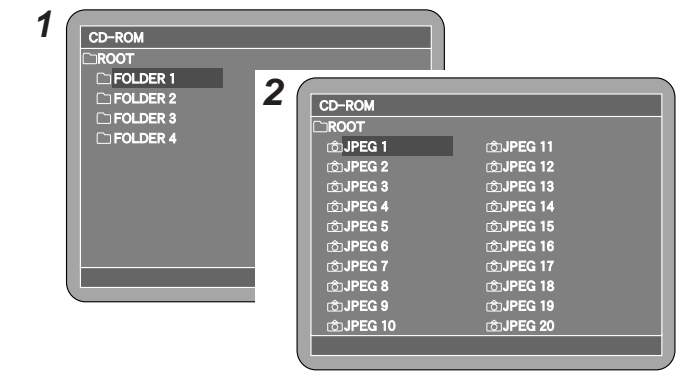 1
CD-ROM
ROOT
FOLDER 1
FOLDER 2
FOLDER 3
FOLDER 4
2
CD-ROM
ROOT
JPEG 1
JPEG 2
JPEG 3
JPEG 4
JPEG 5
JPEG 6
JPEG 7
JPEG 8
JPEG 9
JPEG 10
JPEG 11
JPEG 12
JPEG 13
JPEG 14
JPEG 15
JPEG 16
JPEG 17
JPEG 18
JPEG 19
JPEG 20